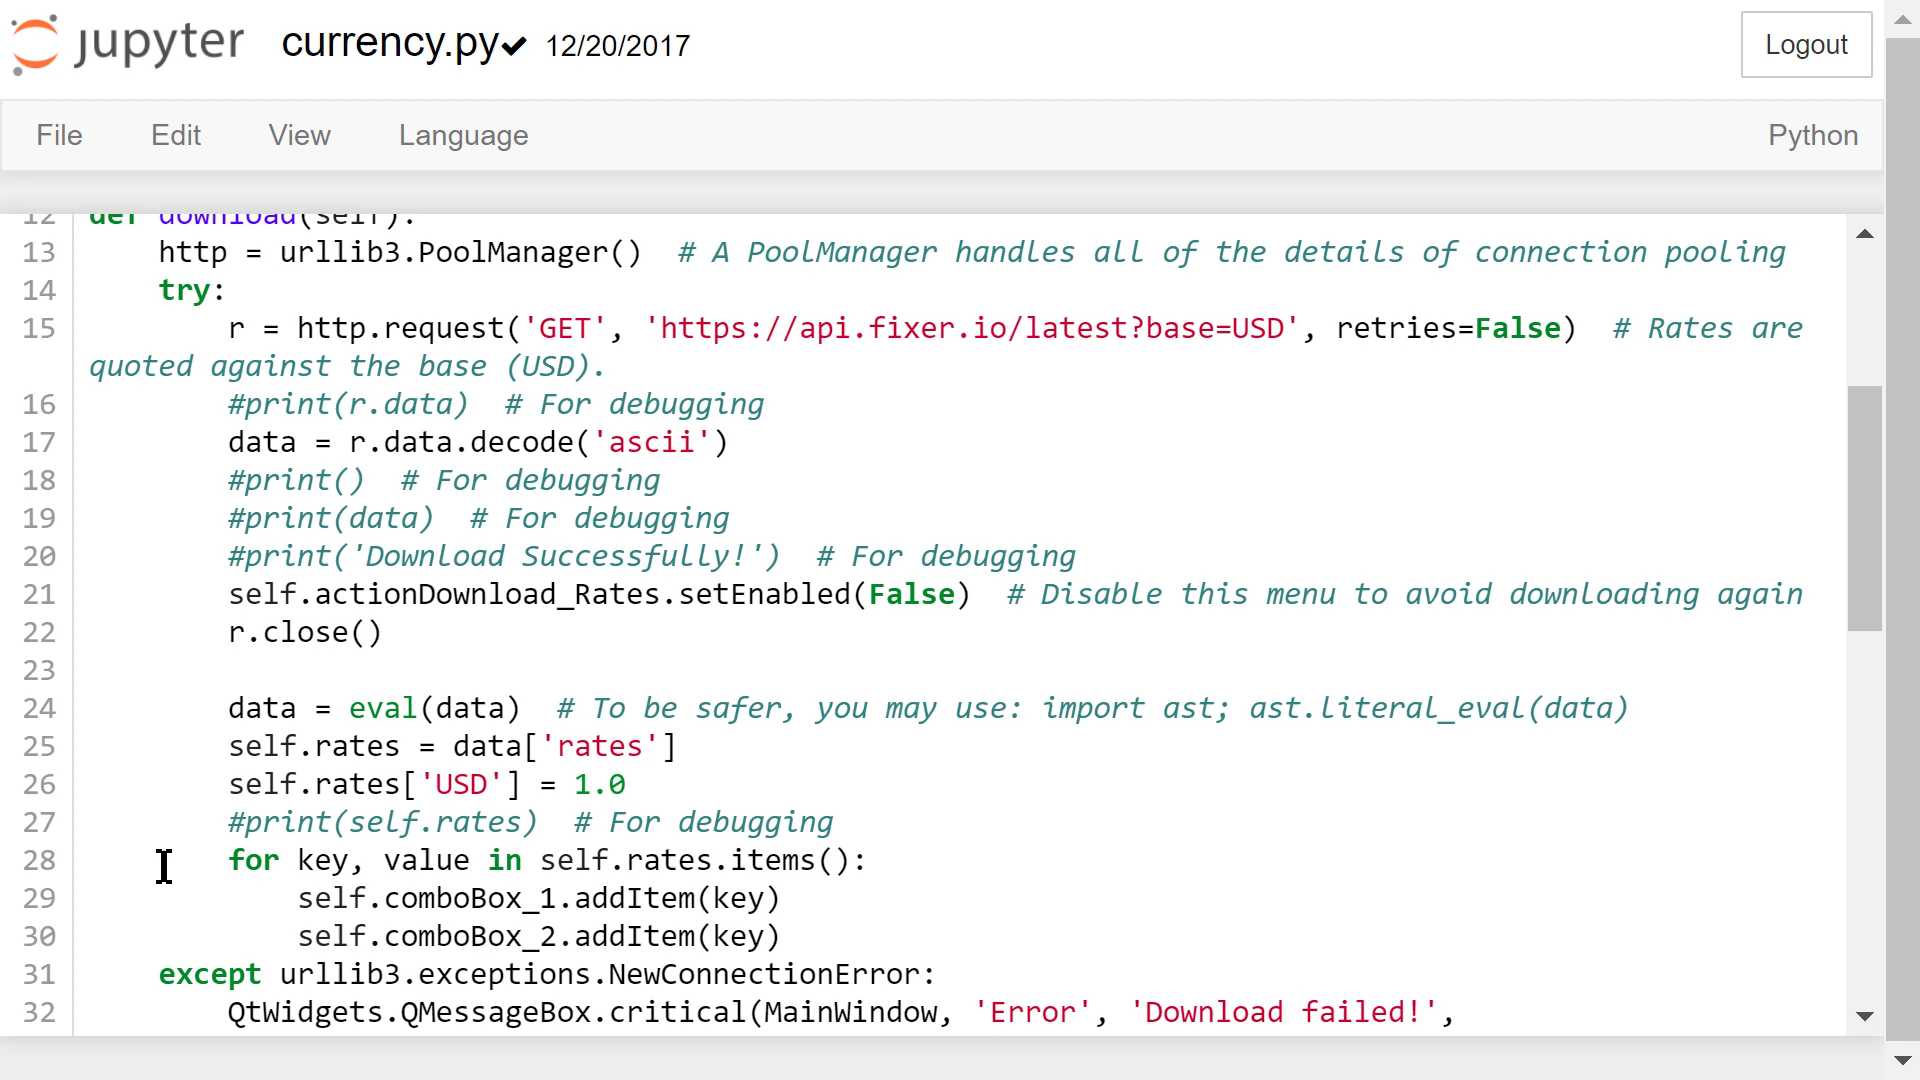 jupyter currency.py✔ 12/20/2017 Logout
File Edit View Language Python
12 def download(self):
13 http = urllib3.PoolManager()  # A PoolManager handles all of the details of connection pooling
14 try:
15 r = http.request('GET', 'https://api.fixer.io/latest?base=USD', retries=False)  # Rates are
quoted against the base (USD).
16 #print(r.data)  # For debugging
17 data = r.data.decode('ascii')
18 #print()  # For debugging
19 #print(data)  # For debugging
20 #print('Download Successfully!')  # For debugging
21 self.actionDownload_Rates.setEnabled(False)  # Disable this menu to avoid downloading again
22 r.close()
23
24 data = eval(data)  # To be safer, you may use: import ast; ast.literal_eval(data)
25 self.rates = data['rates']
26 self.rates['USD'] = 1.0
27 #print(self.rates)  # For debugging
28 for key, value in self.rates.items():
29 self.comboBox_1.addItem(key)
30 self.comboBox_2.addItem(key)
31 except urllib3.exceptions.NewConnectionError:
32 QtWidgets.QMessageBox.critical(MainWindow, 'Error', 'Download failed!',